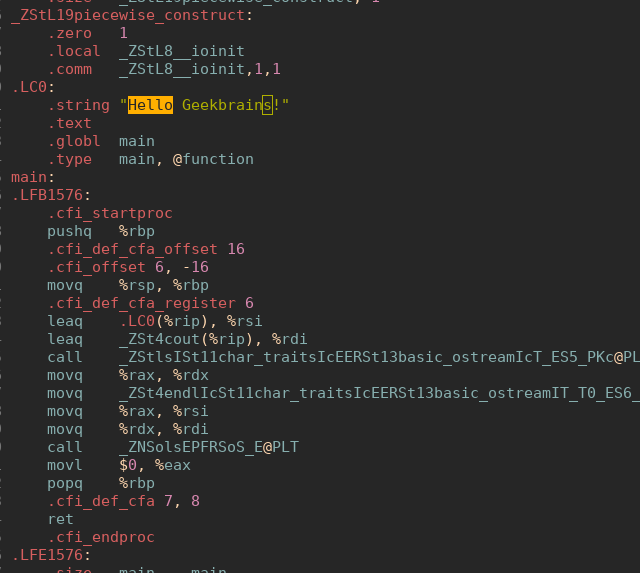 _ZStL19piecewise_construct:
.zero 1
.local _ZStL8__ioinit
.comm _ZStL8__ioinit,1,1
.LC0:
.string "Hello Geekbrains!"
.text
.globl main
.type main, @function
main:
.LFB1576:
.cfi_startproc
pushq %rbp
.cfi_def_cfa_offset 16
.cfi_offset 6, -16
movq %rsp, %rbp
.cfi_def_cfa_register 6
leaq .LC0(%rip), %rsi
leaq _ZSt4cout(%rip), %rdi
call _ZStlsISt11char_traitsIcEERSt13basic_ostreamIcT_ES5_PKc@PL
movq %rax, %rdx
movq _ZSt4endlIcSt11char_traitsIcEERSt13basic_ostreamIT_T0_ES6_
movq %rax, %rsi
movq %rdx, %rdi
call _ZNSolsEPFRSoS_E@PLT
movl $0, %eax
popq %rbp
.cfi_def_cfa 7, 8
ret
.cfi_endproc
.LFE1576:
.size main, .-main